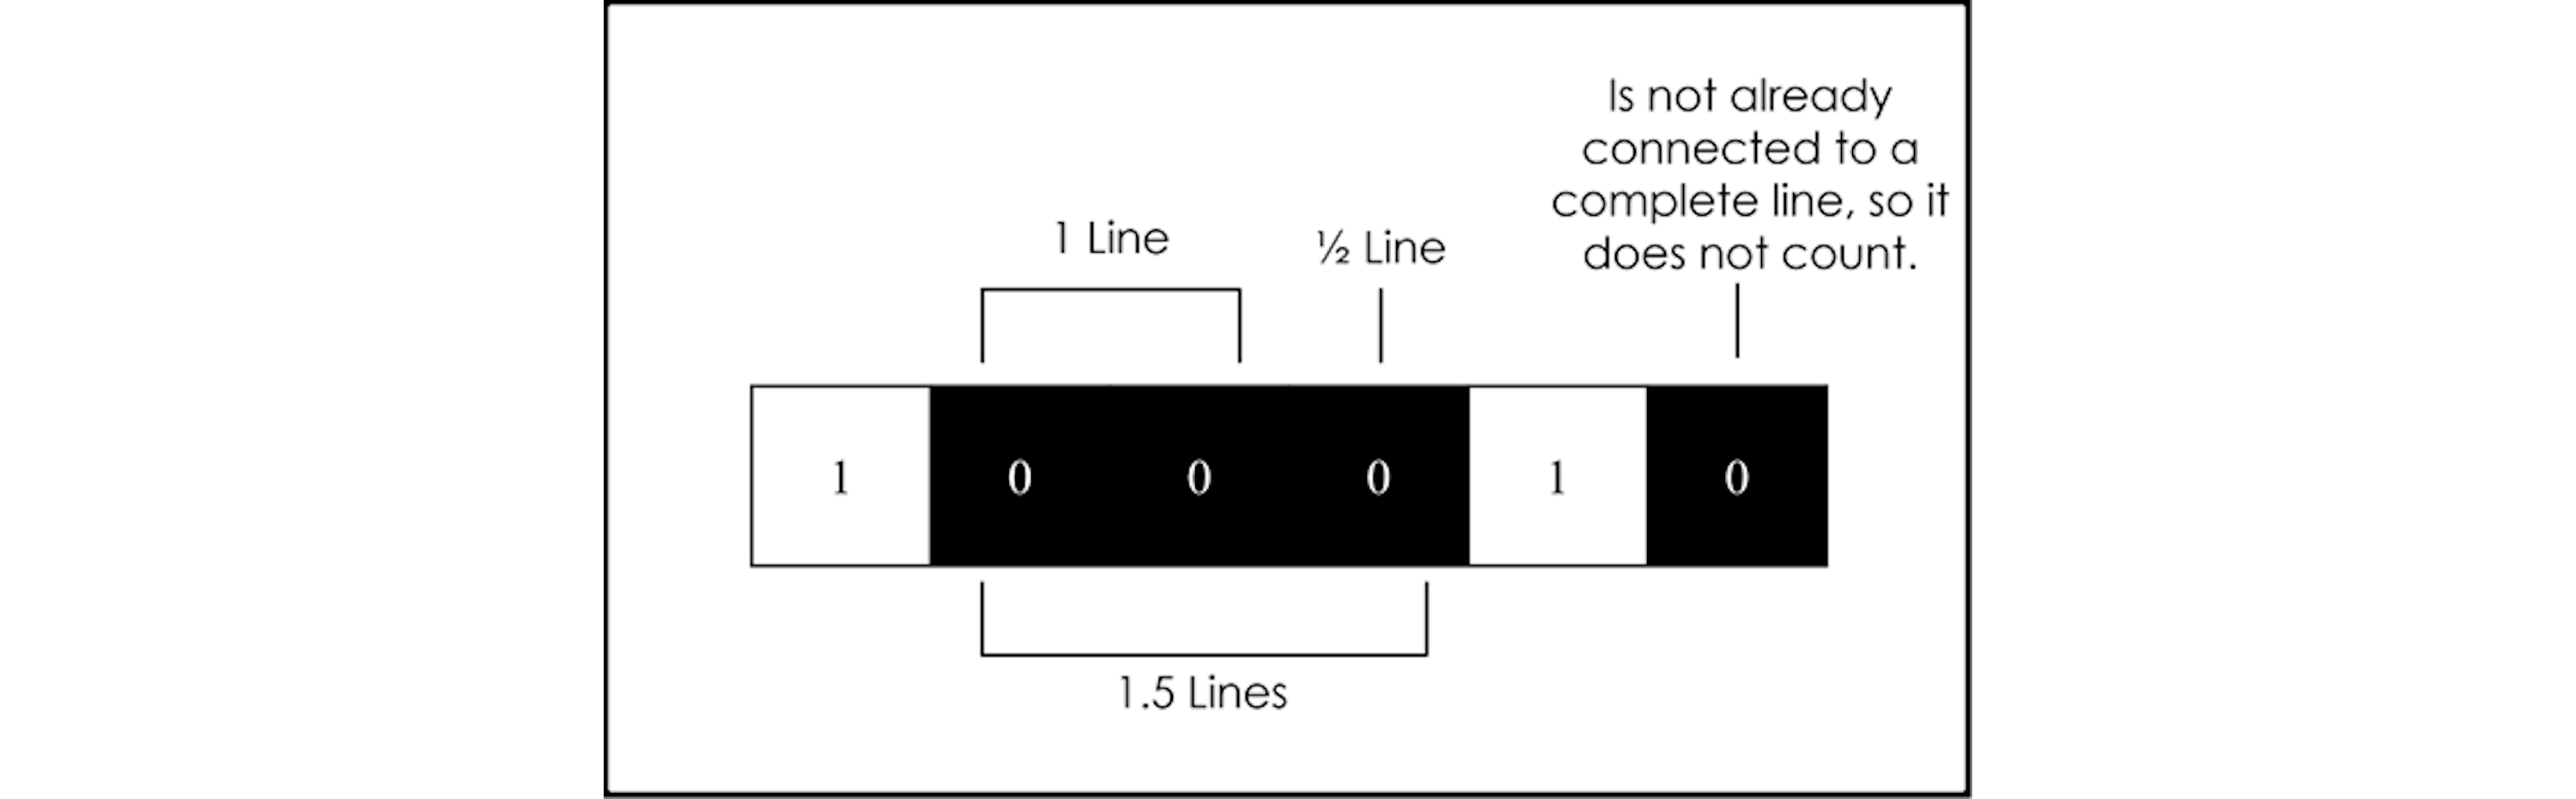 Is not already
connected to a
complete line, so it
does not count.
1 Line
½ Line
1 0 0 0 1 0
1.5 Lines